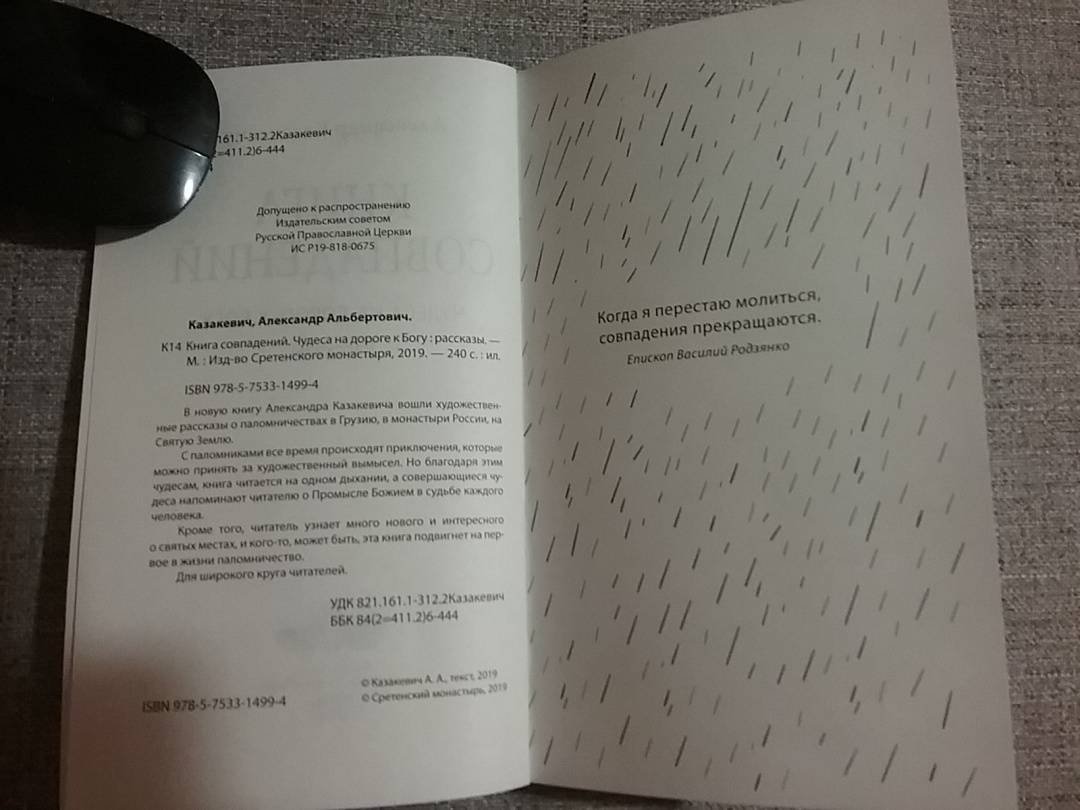 161.1-312.2Казакевич
2=411.2)6-444
Допущено к распространению
Издательским советом
Русской Православной Церкви
ИС Р19-818-0675
Казакевич, Александр Альбертович.
К14 Книга совпадений. Чудеса на дороге к Богу : рассказы. —
М. : Изд-во Сретенского монастыря, 2019. — 240 с. : ил.
ISBN 978-5-7533-1499-4
В новую книгу Александра Казакевича вошли художествен-
ные рассказы о паломничествах в Грузию, в монастыри России, на
Святую Землю.
С паломниками все время происходят приключения, которые
можно принять за художественный вымысел. Но благодаря этим
чудесам, книга читается на одном дыхании, а совершающиеся чу-
деса напоминают читателю о Промысле Божием в судьбе каждого
человека.
Кроме того, читатель узнает много нового и интересного
о святых местах, и кого-то, может быть, эта книга подвигнет на пер-
вое в жизни паломничество.
Для широкого круга читателей.
УДК 821.161.1-312.2Казакевич
ББК 84(2=411.2)6-444
ISBN 978-5-7533-1499-4
© Казакевич А. А., текст, 2019
© Сретенский монастырь, 2019
Когда я перестаю молиться,
совпадения прекращаются.
Епископ Василий Родзянко